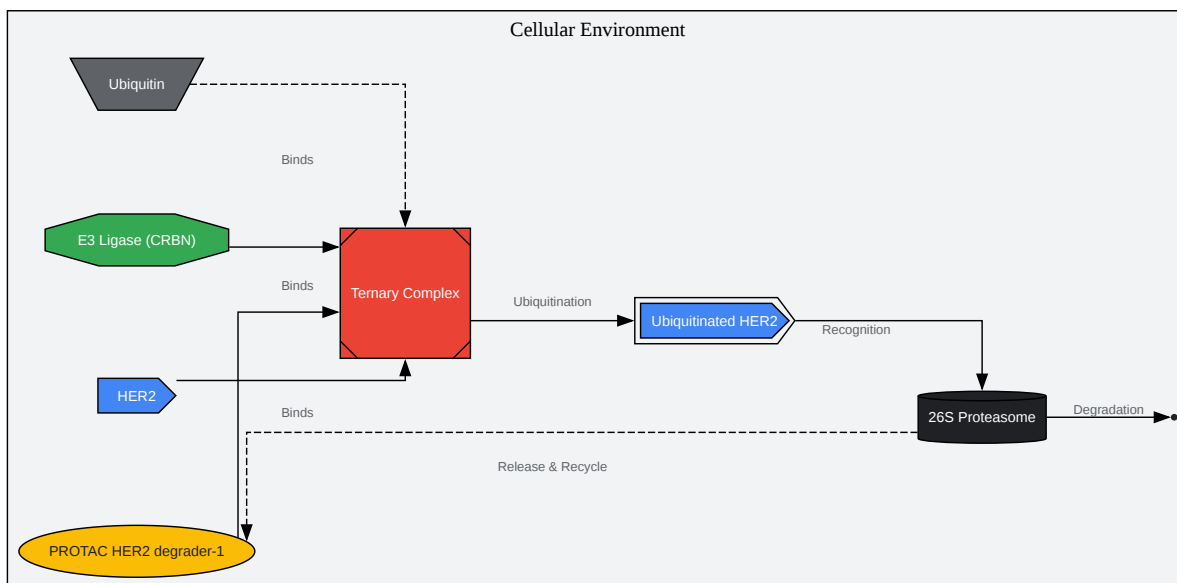 Cellular Environment
Ubiquitin
Binds
E3 Ligase (CRBN)
Binds
Ternary Complex
Ubiquitination
Ubiquitinated HER2
Recognition
HER2
Binds
26S Proteasome
Degradation
Release & Recycle
PROTAC HER2 degrader-1